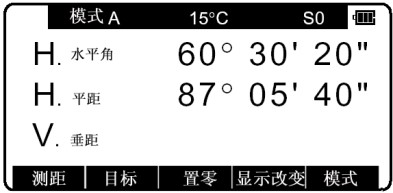 模式 A 15°C S0
H. 水平角 60° 30' 20"
H. 平距 87° 05' 40"
V. 垂距
测距 目标 置零 显示改变 模式